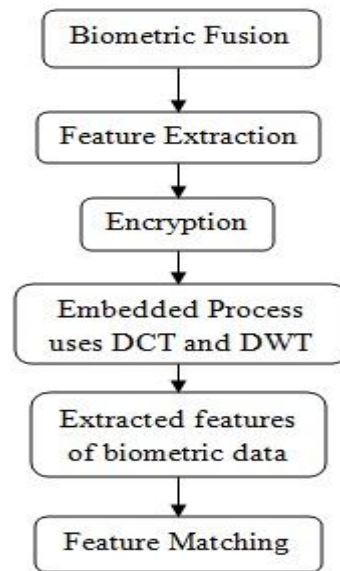 Biometric Fusion
Feature Extraction
Encryption
Embedded Process
uses DCT and DWT
Extracted features
of biometric data
Feature Matching